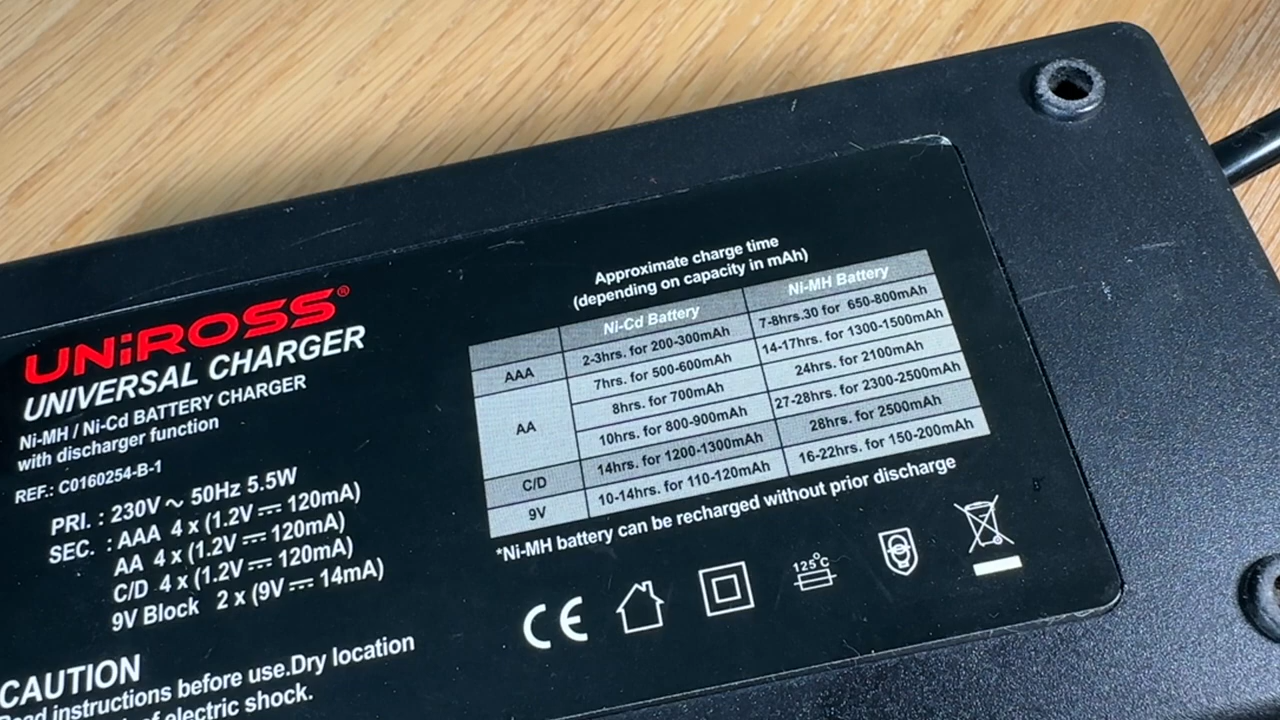 UNiROSS®
UNIVERSAL CHARGER
Ni-MH / Ni-Cd BATTERY CHARGER
with discharger function
REF.: C0160254-B-1
PRI. : 230V ~ 50Hz 5.5W
SEC. : AAA 4 x (1.2V ⎓ 120mA)
AA 4 x (1.2V ⎓ 120mA)
C/D 4 x (1.2V ⎓ 120mA)
9V Block 2 x (9V ⎓ 14mA)
CAUTION
Read instructions before use.Dry location
of electric shock.
Approximate charge time
(depending on capacity in mAh)
Ni-Cd Battery Ni-MH Battery
AAA 2-3hrs. for 200-300mAh 7-8hrs.30 for 650-800mAh
AA 7hrs. for 500-600mAh 14-17hrs. for 1300-1500mAh
8hrs. for 700mAh 24hrs. for 2100mAh
10hrs. for 800-900mAh 27-28hrs. for 2300-2500mAh
C/D 14hrs. for 1200-1300mAh 28hrs. for 2500mAh
9V 10-14hrs. for 110-120mAh 16-22hrs. for 150-200mAh
*Ni-MH battery can be recharged without prior discharge
CE
125°C